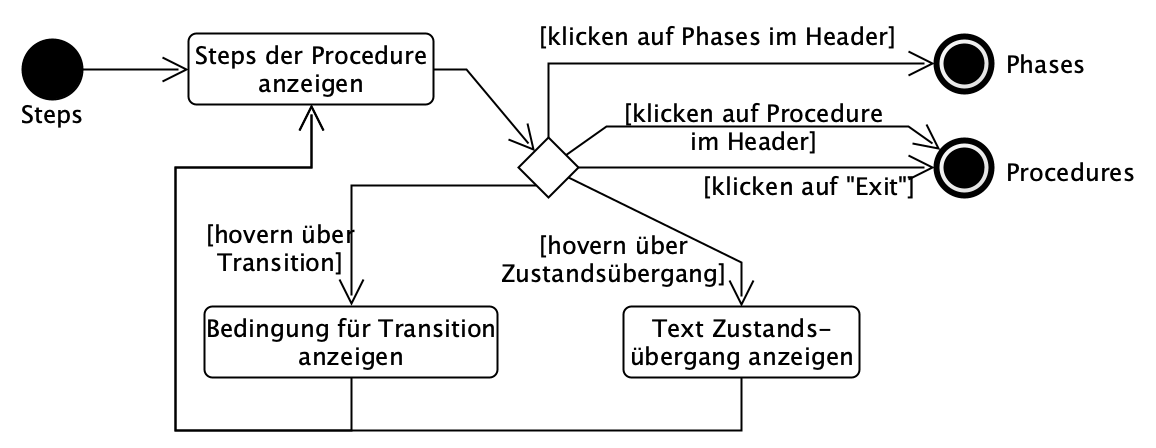 [klicken auf Phases im Header]
Steps der Procedure
anzeigen
Phases
Steps
[klicken auf Procedure
im Header]
Procedures
[klicken auf "Exit"]
[hovern über
Transition]
[hovern über
Zustandsübergang]
Bedingung für Transition
anzeigen
Text Zustands-
übergang anzeigen